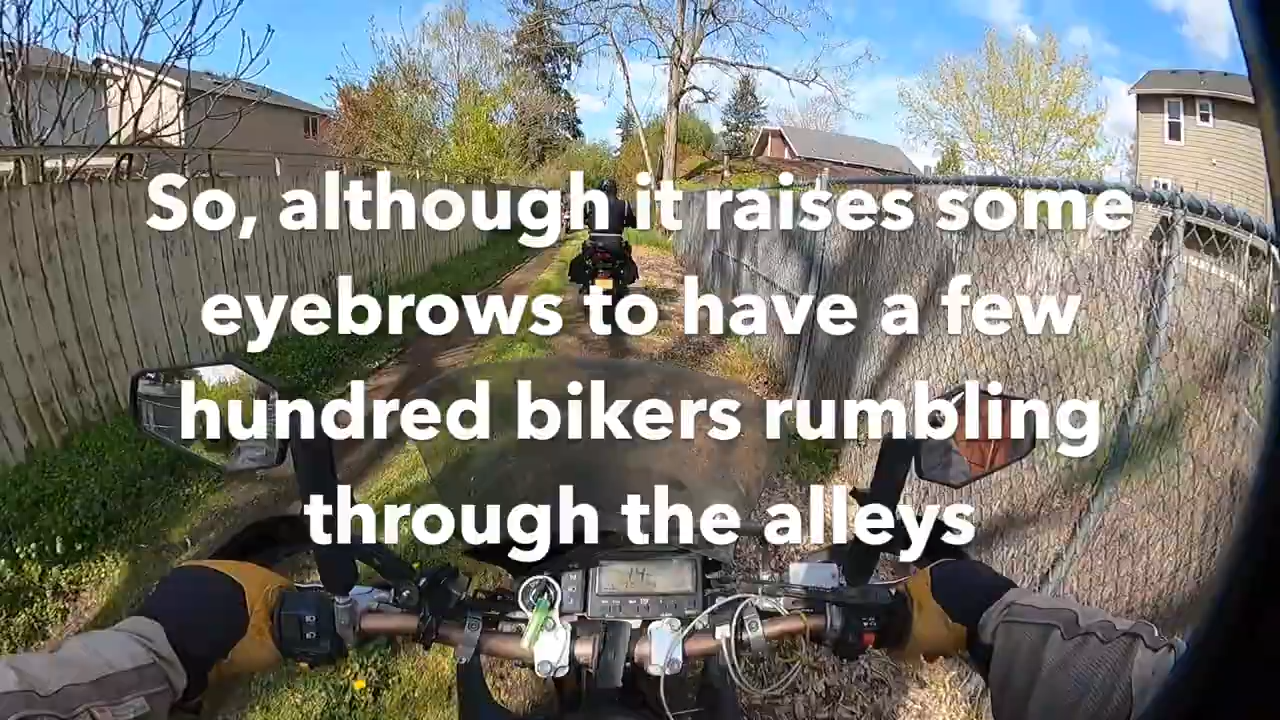 So, although it raises some
eyebrows to have a few
hundred bikers rumbling
through the alleys